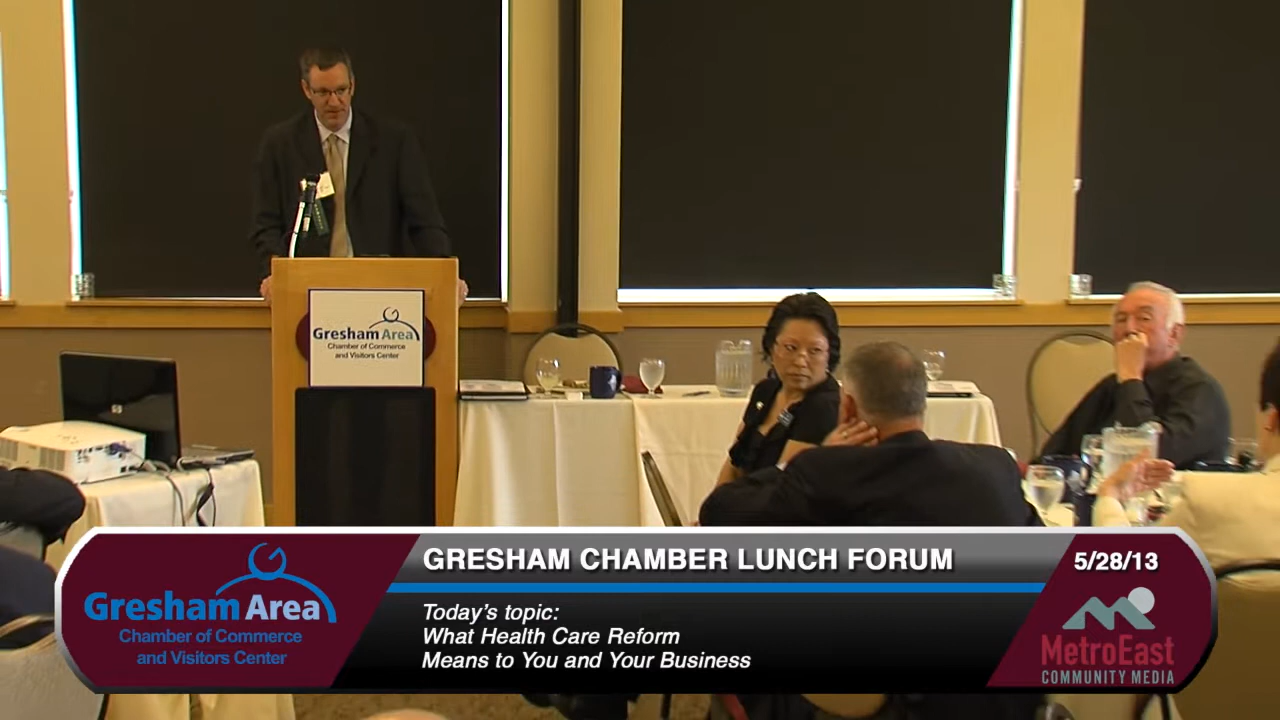 Gresham Area
Chamber of Commerce
and Visitors Center
GRESHAM CHAMBER LUNCH FORUM
5/28/13
Gresham Area
Chamber of Commerce
and Visitors Center
Today's topic:
What Health Care Reform
Means to You and Your Business
MetroEast
COMMUNITY MEDIA